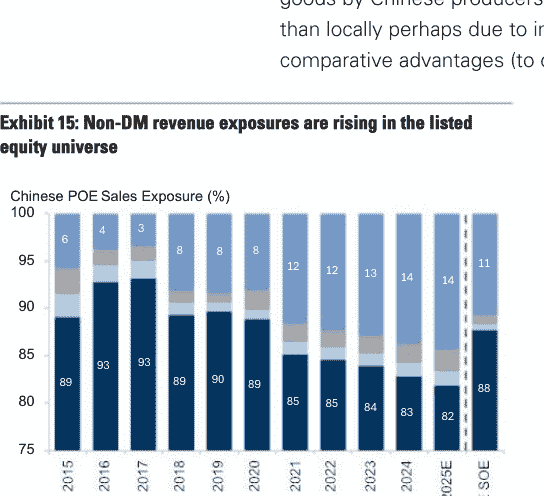 goods by Chinese producers
than locally perhaps due to
comparative advantages (to
Exhibit 15: Non-DM revenue exposures are rising in the listed
equity universe
Chinese POE Sales Exposure (%)
100
95
90
85
80
75
6 4 3 8 8 8 12 12 13 14 14 11
89 93 93 89 90 89 85 85 84 83 82 88
2015 2016 2017 2018 2019 2020 2021 2022 2023 2024 2025E SOE